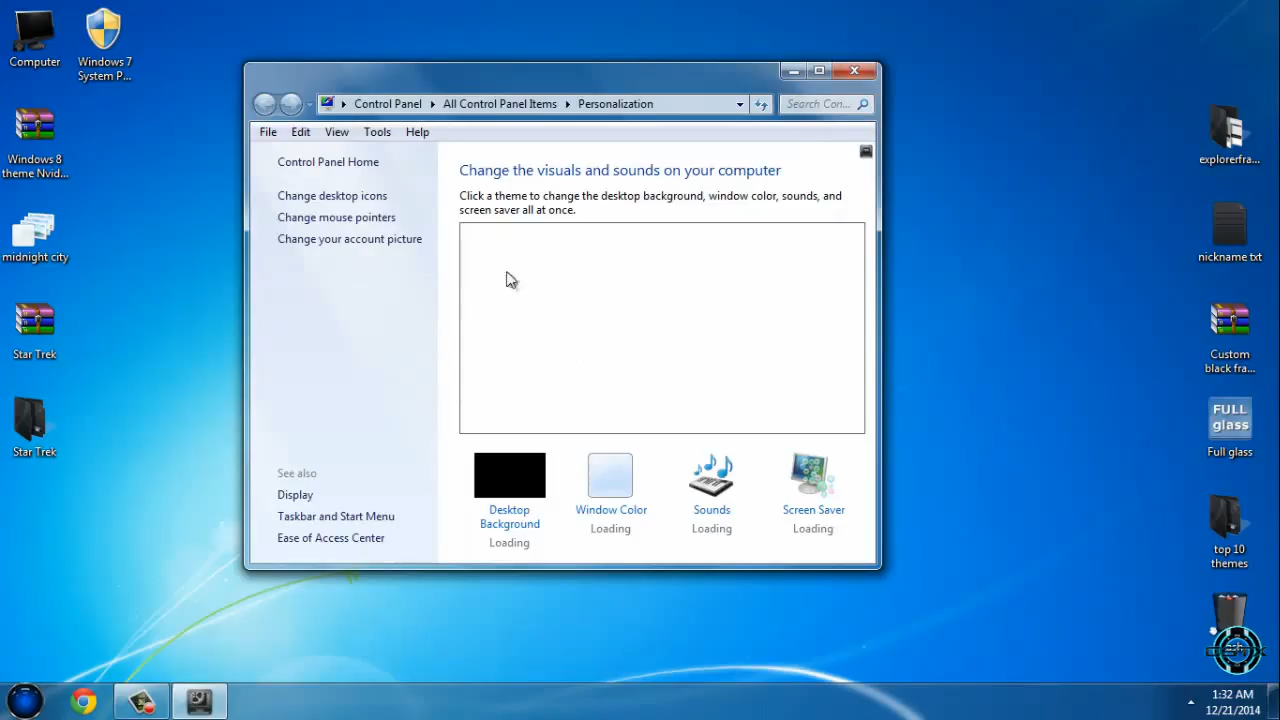 Computer
Windows 7
System P...
Windows 8
theme Nvid...
midnight city
Star Trek
Star Trek
Control Panel
All Control Panel Items
Personalization
Search Con...
File
Edit
View
Tools
Help
Control Panel Home
Change desktop icons
Change mouse pointers
Change your account picture
See also
Display
Taskbar and Start Menu
Ease of Access Center
Change the visuals and sounds on your computer
Click a theme to change the desktop background, window color, sounds, and
screen saver all at once.
Desktop
Background
Loading
Window Color
Loading
Sounds
Loading
Screen Saver
Loading
explorerfra...
nickname txt
Custom
black fra...
FULL
glass
Full glass
top 10
themes
1:32 AM
12/21/2014